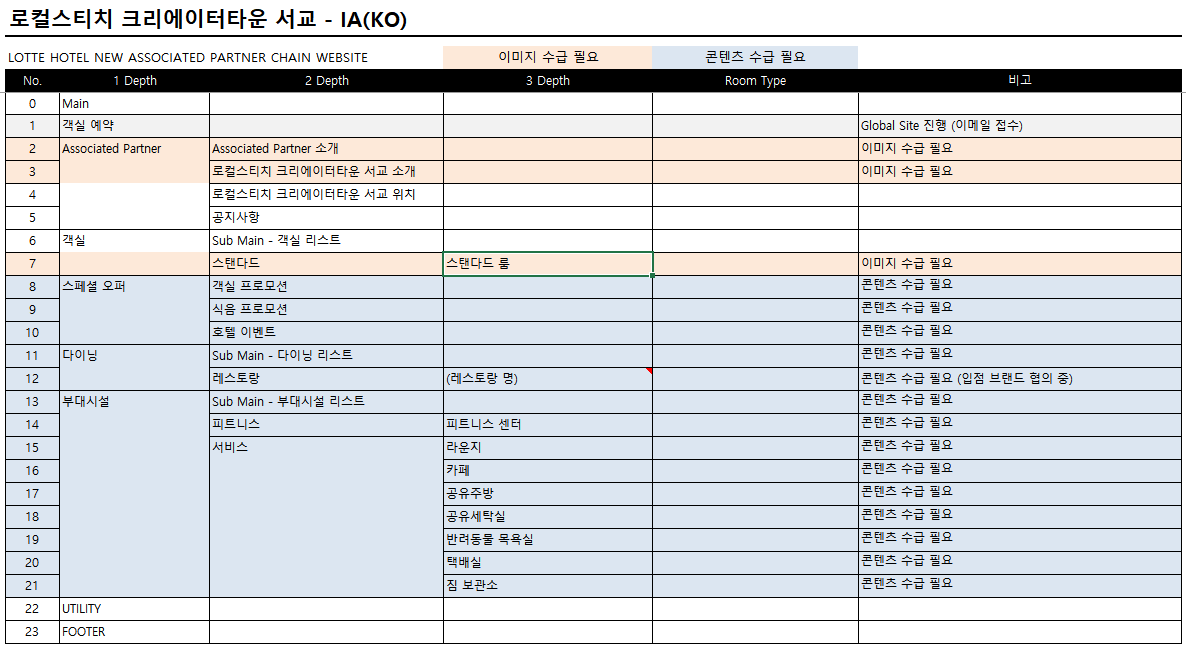 로컬스티치 크리에이터타운 서교 - IA(KO)
LOTTE HOTEL NEW ASSOCIATED PARTNER CHAIN WEBSITE 이미지 수급 필요 콘텐츠 수급 필요
No. 1 Depth 2 Depth 3 Depth Room Type 비고
0 Main
1 객실 예약 Global Site 진행 (이메일 접수)
2 Associated Partner Associated Partner 소개 이미지 수급 필요
3 로컬스티치 크리에이터타운 서교 소개 이미지 수급 필요
4 로컬스티치 크리에이터타운 서교 위치
5 공지사항
6 객실 Sub Main - 객실 리스트
7 스탠다드 스탠다드 룸 이미지 수급 필요
8 스페셜 오퍼 객실 프로모션 콘텐츠 수급 필요
9 식음 프로모션 콘텐츠 수급 필요
10 호텔 이벤트 콘텐츠 수급 필요
11 다이닝 Sub Main - 다이닝 리스트 콘텐츠 수급 필요
12 레스토랑 (레스토랑 명) 콘텐츠 수급 필요 (입점 브랜드 협의 중)
13 부대시설 Sub Main - 부대시설 리스트 콘텐츠 수급 필요
14 피트니스 피트니스 센터 콘텐츠 수급 필요
15 서비스 라운지 콘텐츠 수급 필요
16 카페 콘텐츠 수급 필요
17 공유주방 콘텐츠 수급 필요
18 공유세탁실 콘텐츠 수급 필요
19 반려동물 목욕실 콘텐츠 수급 필요
20 택배실 콘텐츠 수급 필요
21 짐 보관소 콘텐츠 수급 필요
22 UTILITY
23 FOOTER